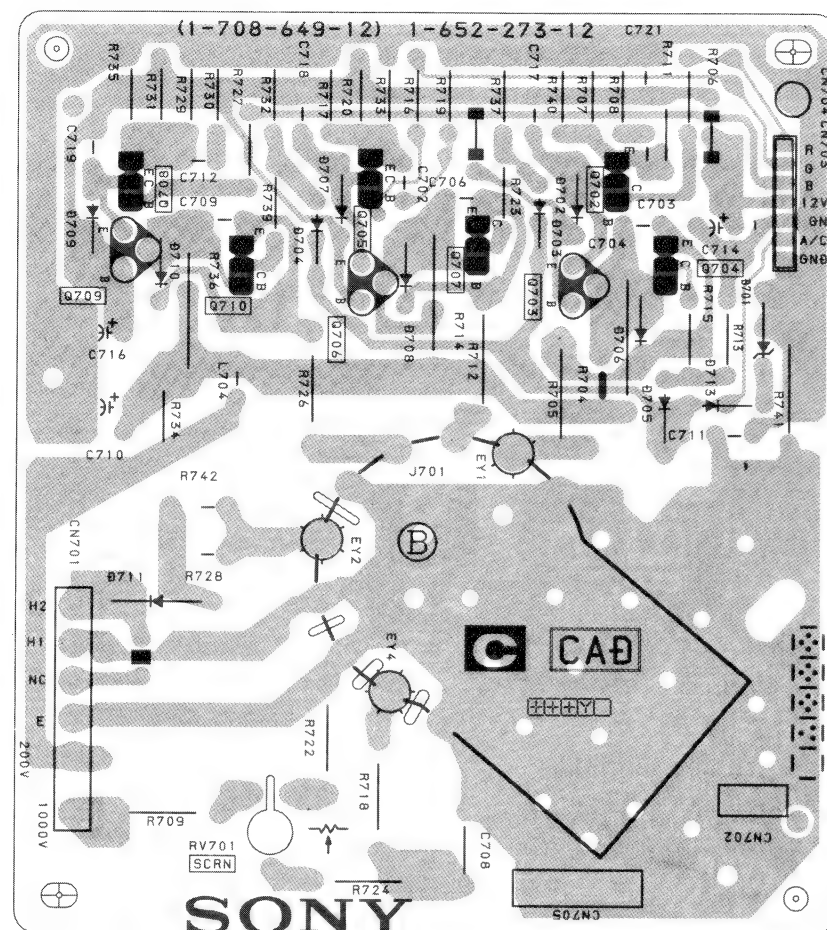 (1-708-649-12) 1-652-273-12
C721
R735
R731
R729
R730
R727
R732
C718
R717
R720
R733
R716
R719
R737
C717
R740
R707
R708
R711
R706
CN703
C719
Q708
E
C
B
C712
C709
R739
D707
C702
C706
E
C
B
Q705
R723
D702
Q702
E
C
B
C703
R
G
B
12V
GND
A/C
GND
D709
E
B
D710
R736
E
C
B
D704
E
B
E
C
B
Q707
D703
E
B
C704
E
C
B
C714
Q704
Q709
Q710
Q706
D708
R714
R712
Q703
D706
R715
D701
R713
C716
L704
R726
R705
R704
D705
D713
R741
C710
R734
C711
R742
J701
EY1
CN701
EY2
B
D711
R728
H2
H1
NC
E
200V
1000V
C
CAD
EY4
Y
R722
R718
R709
RV701
SCRN
C708
R724
CN702
CN705
SONY